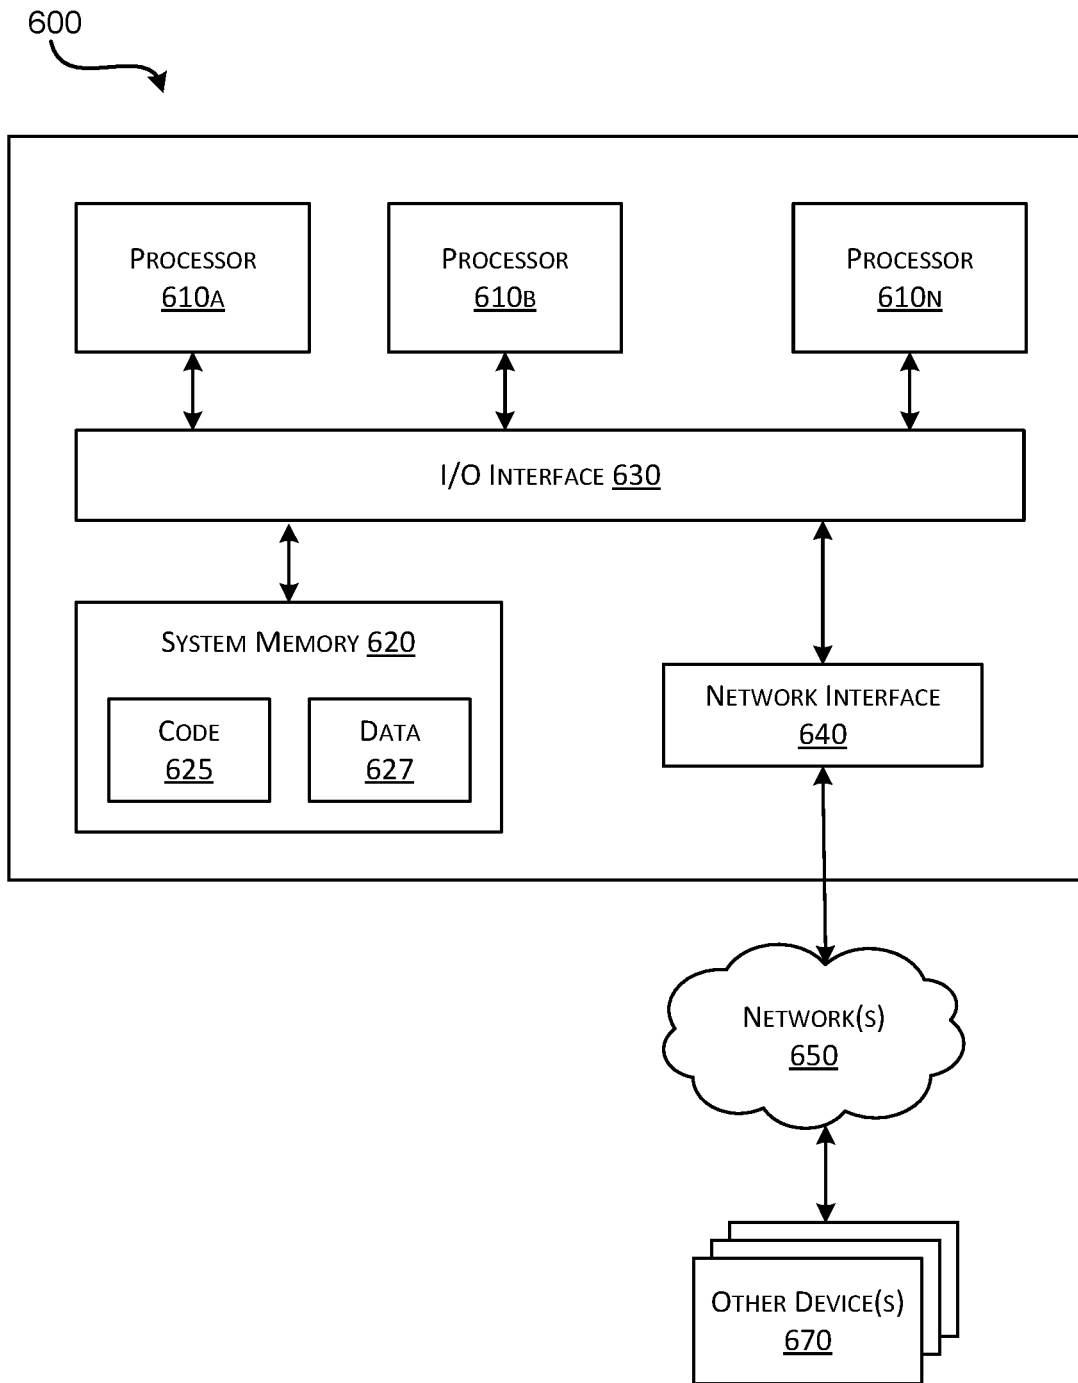 600
PROCESSOR
610A
PROCESSOR
610B
PROCESSOR
610N
I/O INTERFACE 630
SYSTEM MEMORY 620
CODE
625
DATA
627
NETWORK INTERFACE
640
NETWORK(S)
650
OTHER DEVICE(S)
670